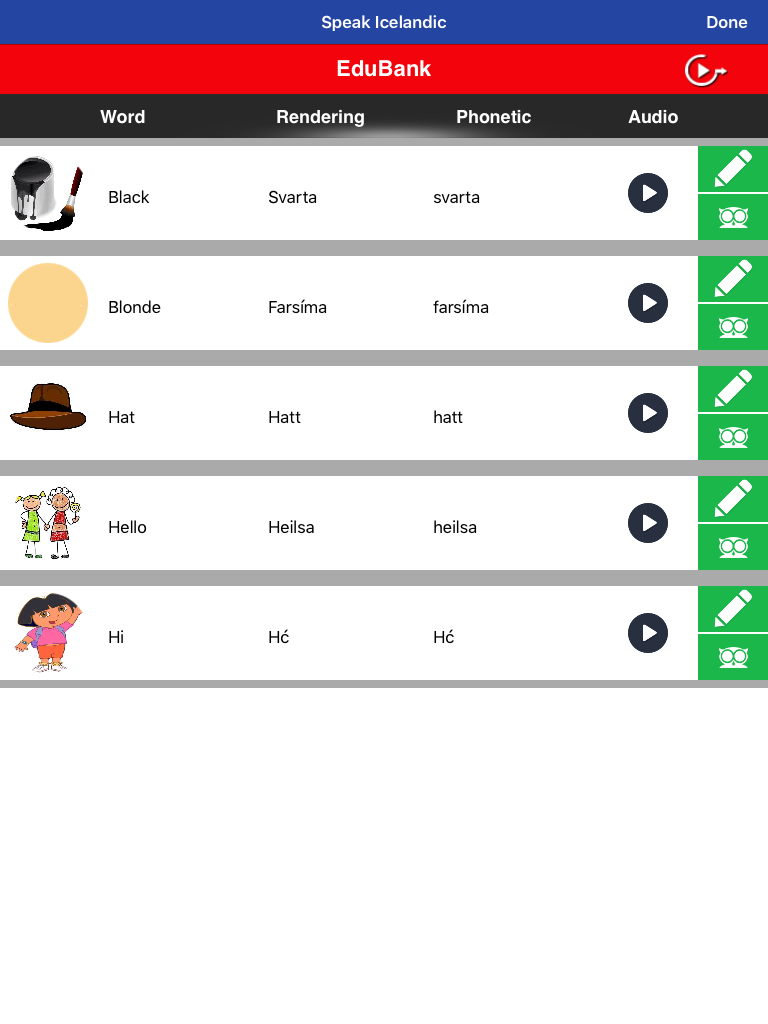 Speak Icelandic Done
EduBank
Word Rendering Phonetic Audio
Black Svarta svarta
Blonde Farsíma farsíma
Hat Hatt hatt
Hello Heilsa heilsa
Hi Hć Hć